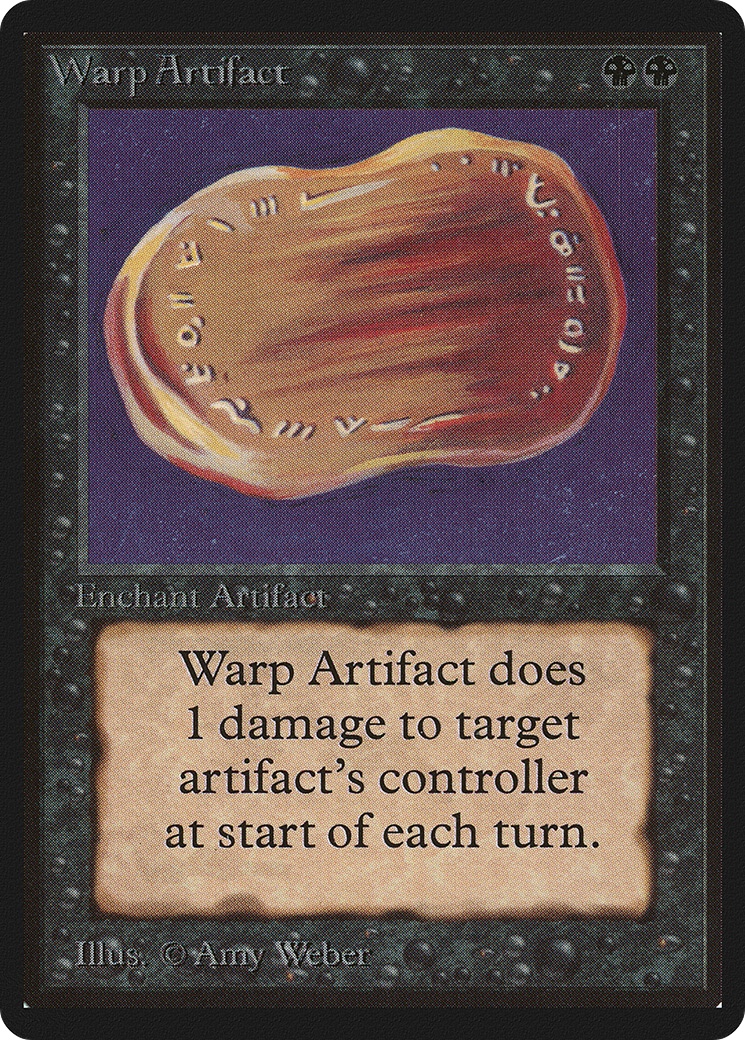 Warp Artifact
Enchant Artifact
Warp Artifact does
1 damage to target
artifact's controller
at start of each turn.
Illus. © Amy Weber